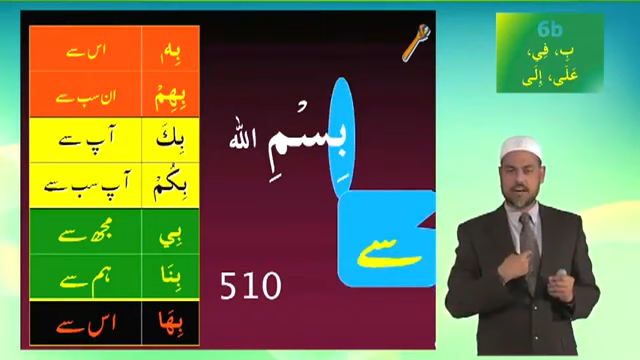 6b
بِ، فِي،
عَلٰى، إِلَى
بِهٖ اس سے
بِهِمْ ان سب سے
بِكَ آپ سے
بِكُمْ آپ سب سے
بِي مجھ سے
بِنَا ہم سے
بِهَا اس سے
بِسْمِ الله
سے
510